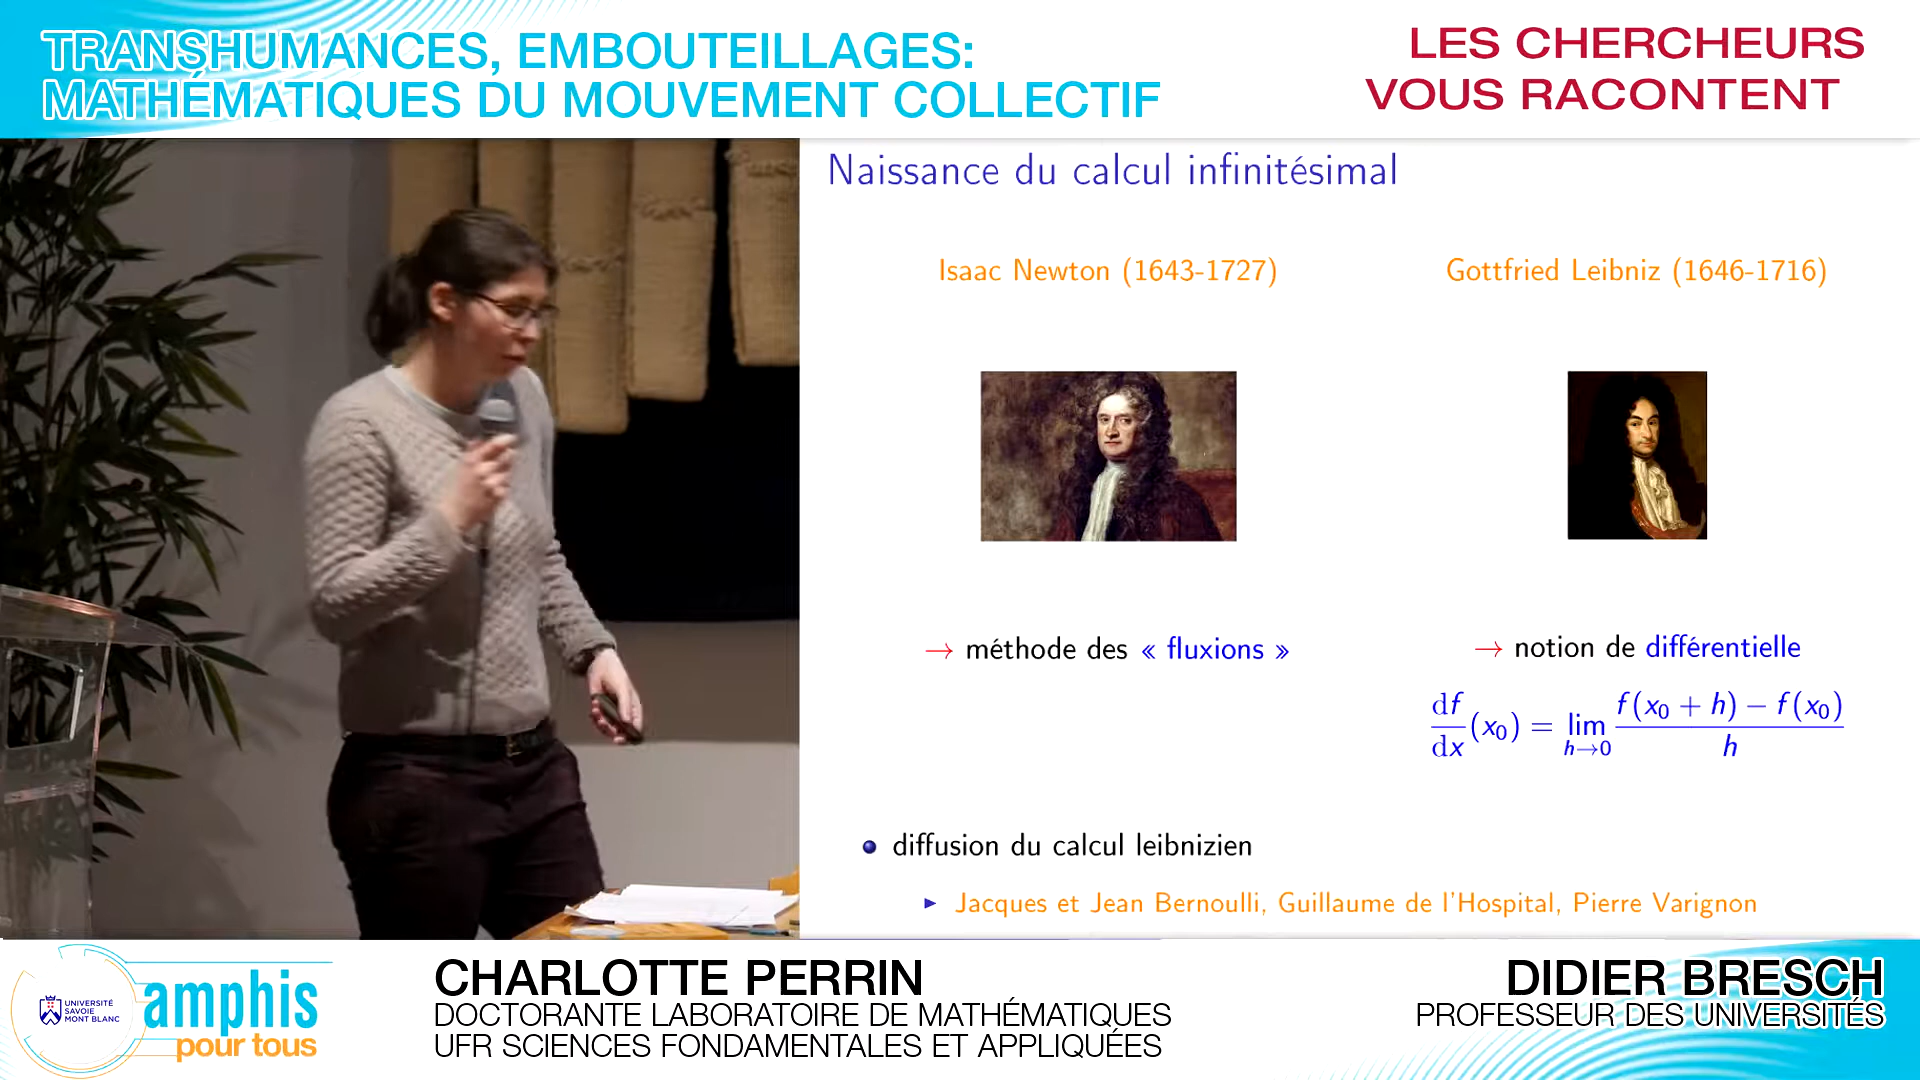 TRANSHUMANCES, EMBOUTEILLAGES:
MATHÉMATIQUES DU MOUVEMENT COLLECTIF
LES CHERCHEURS
VOUS RACONTENT
Naissance du calcul infinitésimal
Isaac Newton (1643-1727)
Gottfried Leibniz (1646-1716)
→ méthode des « fluxions »
→ notion de différentielle
df/dx (x₀) = lim h→0 f(x₀ + h) − f(x₀) / h
• diffusion du calcul leibnizien
▶ Jacques et Jean Bernoulli, Guillaume de l'Hospital, Pierre Varignon
UNIVERSITÉ
SAVOIE
MONT BLANC
amphis
pour tous
CHARLOTTE PERRIN
DOCTORANTE LABORATOIRE DE MATHÉMATIQUES
UFR SCIENCES FONDAMENTALES ET APPLIQUÉES
DIDIER BRESCH
PROFESSEUR DES UNIVERSITÉS